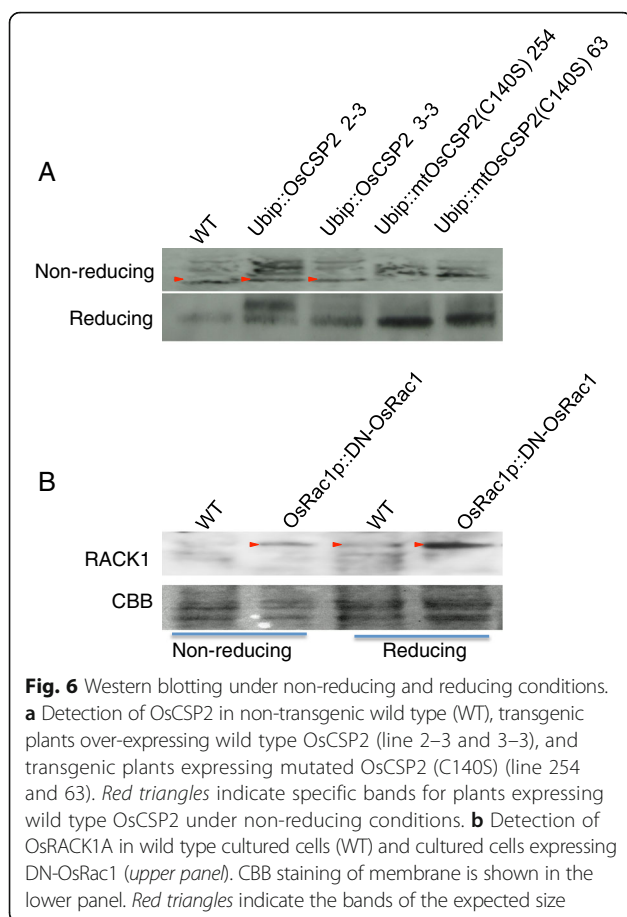 A
WT
Ubip::OsCSP2 2-3
Ubip::OsCSP2 3-3
Ubip::mtOsCSP2(C140S) 254
Ubip::mtOsCSP2(C140S) 63
Non-reducing
Reducing
B
WT
OsRac1p::DN-OsRac1
WT
OsRac1p::DN-OsRac1
RACK1
CBB
Non-reducing
Reducing
Fig. 6 Western blotting under non-reducing and reducing conditions.
a Detection of OsCSP2 in non-transgenic wild type (WT), transgenic
plants over-expressing wild type OsCSP2 (line 2–3 and 3–3), and
transgenic plants expressing mutated OsCSP2 (C140S) (line 254
and 63). Red triangles indicate specific bands for plants expressing
wild type OsCSP2 under non-reducing conditions. b Detection of
OsRACK1A in wild type cultured cells (WT) and cultured cells expressing
DN-OsRac1 (upper panel). CBB staining of membrane is shown in the
lower panel. Red triangles indicate the bands of the expected size